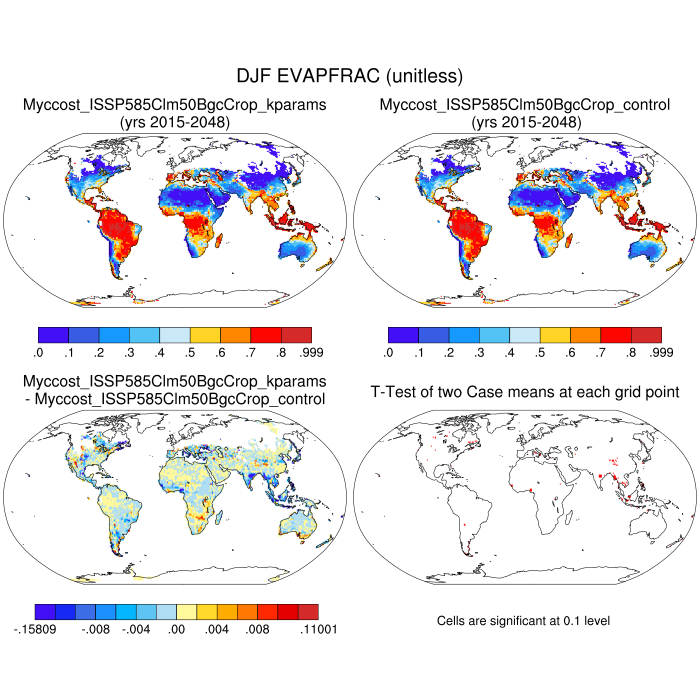 DJF EVAPFRAC (unitless)
Myccost_ISSP585Clm50BgcCrop_kparams
(yrs 2015-2048)
Myccost_ISSP585Clm50BgcCrop_control
(yrs 2015-2048)
.0 .1 .2 .3 .4 .5 .6 .7 .8 .999
.0 .1 .2 .3 .4 .5 .6 .7 .8 .999
Myccost_ISSP585Clm50BgcCrop_kparams
- Myccost_ISSP585Clm50BgcCrop_control
T-Test of two Case means at each grid point
-.15809 -.008 -.004 .00 .004 .008 .11001
Cells are significant at 0.1 level